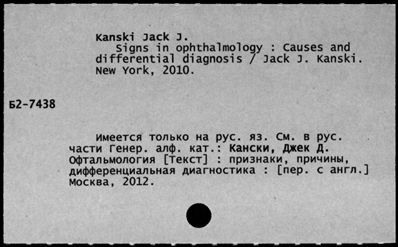 Kanski Jack J.
Signs in ophthalmology : Causes and
differential diagnosis / Jack J. Kanski.
New York, 2010.
Б2-7438
Имеется только на рус. яз. См. в рус.
части Генер. алф. кат.: Кански, Джек Д.
Офтальмология [Текст] : признаки, причины,
дифференциальная диагностика : [пер. с англ.]
Москва, 2012.